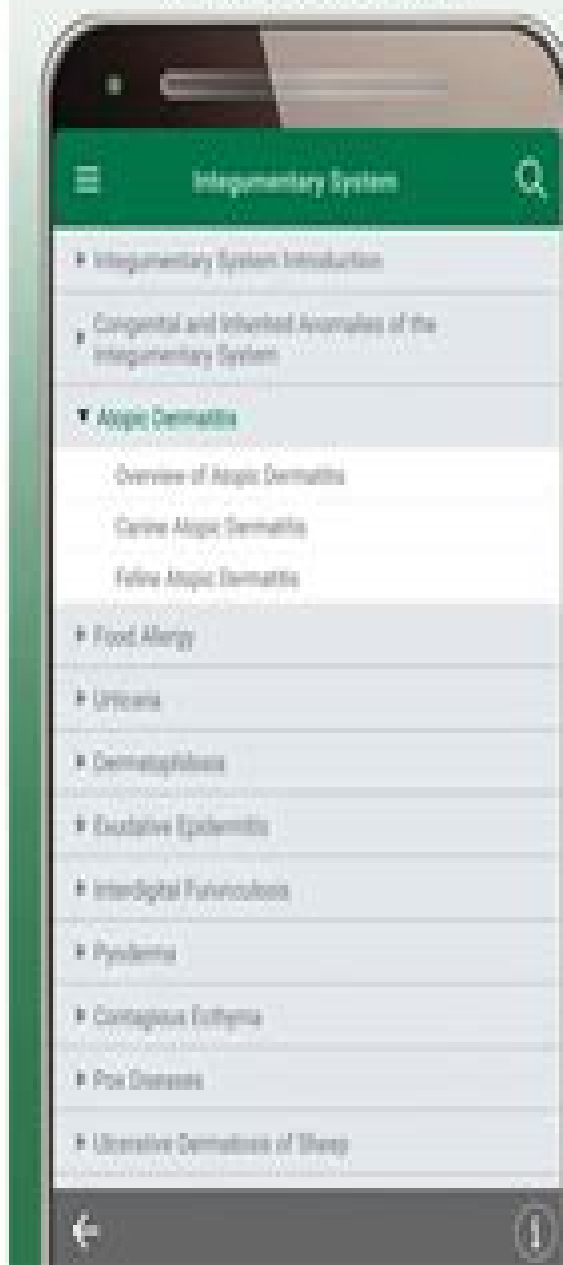 Integumentary System
Integumentary System Introduction
Congenital and Inherited Anomalies of the
Integumentary System
Atopic Dermatitis
Overview of Atopic Dermatitis
Canine Atopic Dermatitis
Feline Atopic Dermatitis
Food Allergy
Urticaria
Dermatophilosis
Exudative Epidermitis
Interdigital Furunculosis
Pyoderma
Contagious Ecthyma
Pox Diseases
Ulcerative Dermatosis of Sheep